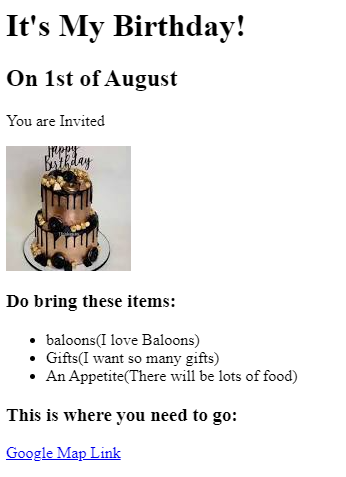 It's My Birthday!
On 1st of August
You are Invited
Happy
Birthday
Do bring these items:
baloons(I love Baloons)
Gifts(I want so many gifts)
An Appetite(There will be lots of food)
This is where you need to go:
Google Map Link